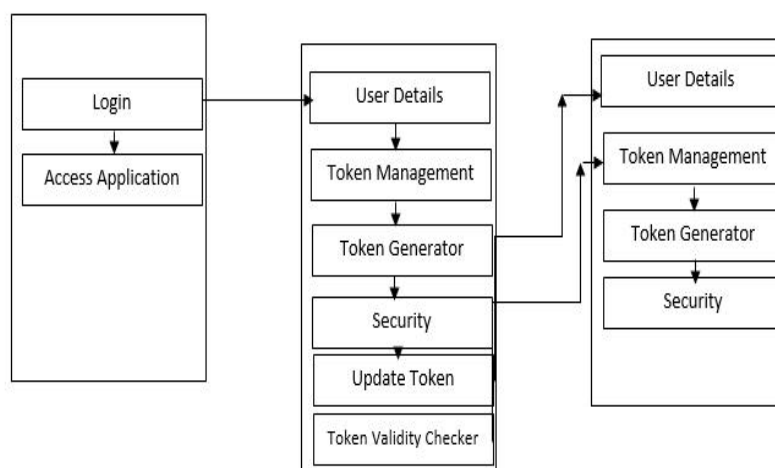 Login
Access Application
User Details
Token Management
Token Generator
Security
Update Token
Token Validity Checker
User Details
Token Management
Token Generator
Security